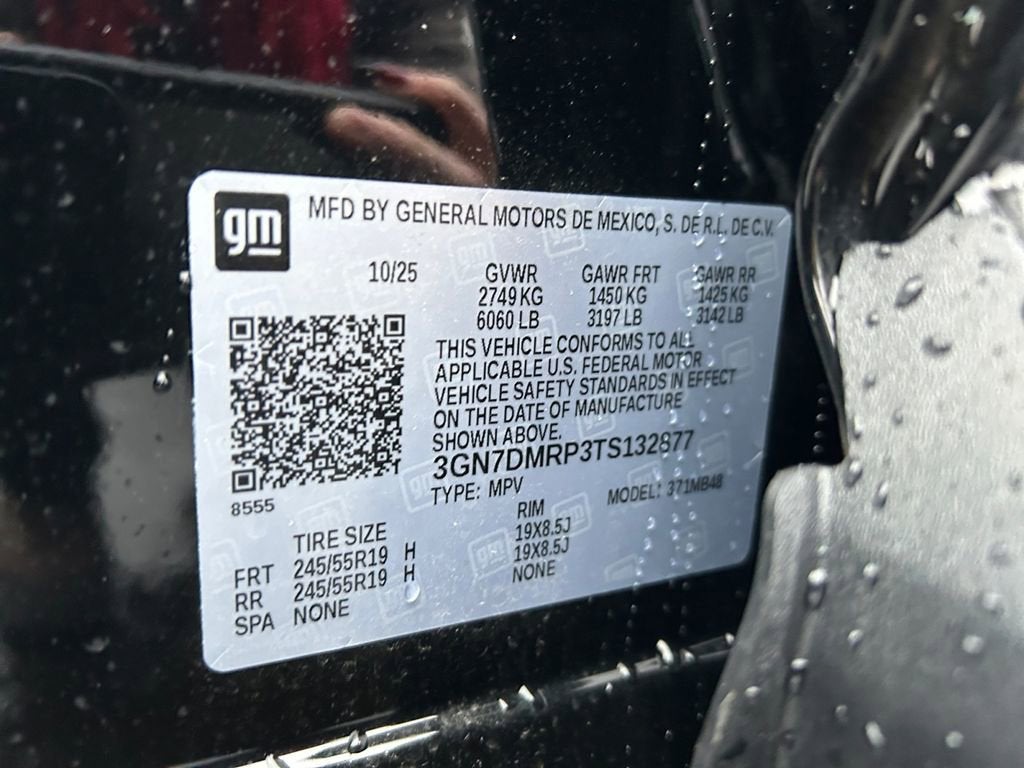 gm
MFD BY GENERAL MOTORS DE MEXICO, S. DE R.L. DE C.V.
10/25 GVWR GAWR FRT GAWR RR
2749 KG 1450 KG 1425 KG
6060 LB 3197 LB 3142 LB
THIS VEHICLE CONFORMS TO ALL
APPLICABLE U.S. FEDERAL MOTOR
VEHICLE SAFETY STANDARDS IN EFFECT
ON THE DATE OF MANUFACTURE
SHOWN ABOVE.
3GN7DMRP3TS132877
TYPE: MPV MODEL: 371MB48
8555
TIRE SIZE RIM
FRT 245/55R19 H 19X8.5J
RR 245/55R19 H 19X8.5J
SPA NONE NONE